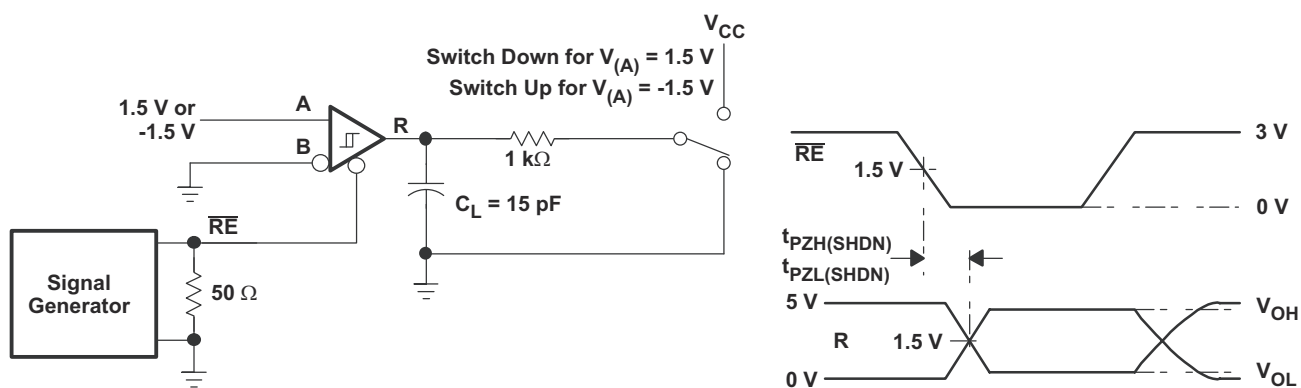 V_CC
Switch Down for V_(A) = 1.5 V
Switch Up for V_(A) = -1.5 V
1.5 V or
-1.5 V
A
B
R
1 kΩ
C_L = 15 pF
R̅E̅
Signal
Generator
50 Ω
R̅E̅
3 V
1.5 V
0 V
t_PZH(SHDN)
t_PZL(SHDN)
5 V
V_OH
R
1.5 V
0 V
V_OL